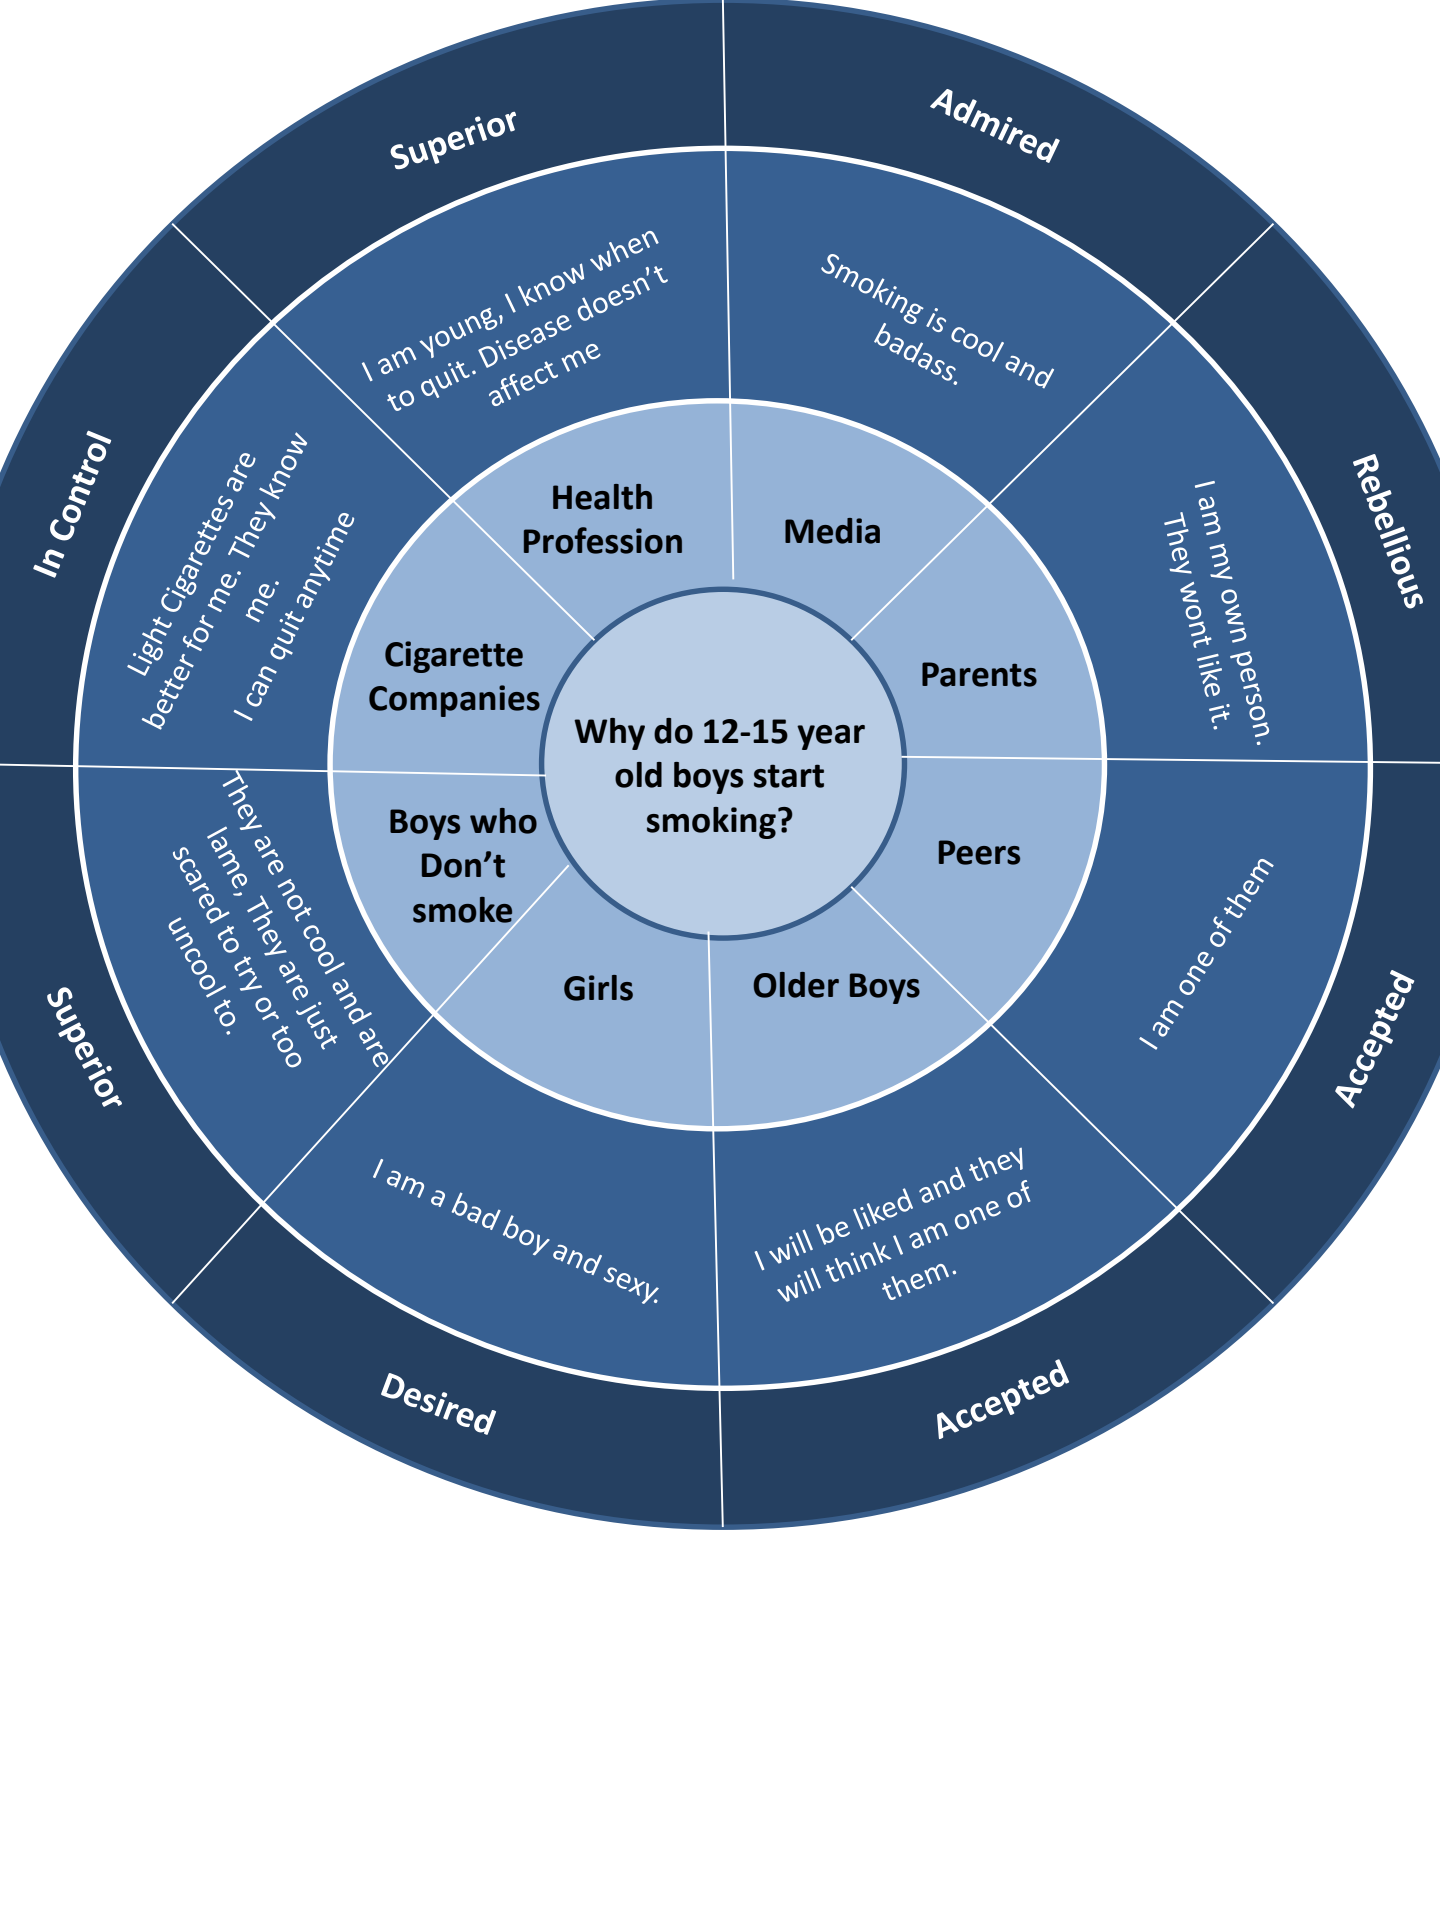 Why do 12-15 year
old boys start
smoking?
Health
Profession
Media
Parents
Peers
Older Boys
Girls
Boys who
Don’t
smoke
Cigarette
Companies
I am young, I know when
to quit. Disease doesn’t
affect me
Smoking is cool and
badass.
I am my own person.
They wont like it.
I am one of them
I will be liked and they
will think I am one of
them.
I am a bad boy and sexy.
They are not cool and are
lame, They are just
scared to try or too
uncool to.
Light Cigarettes are
better for me. They know
me.
I can quit anytime
Superior
Admired
Rebellious
Accepted
Accepted
Desired
Superior
In Control